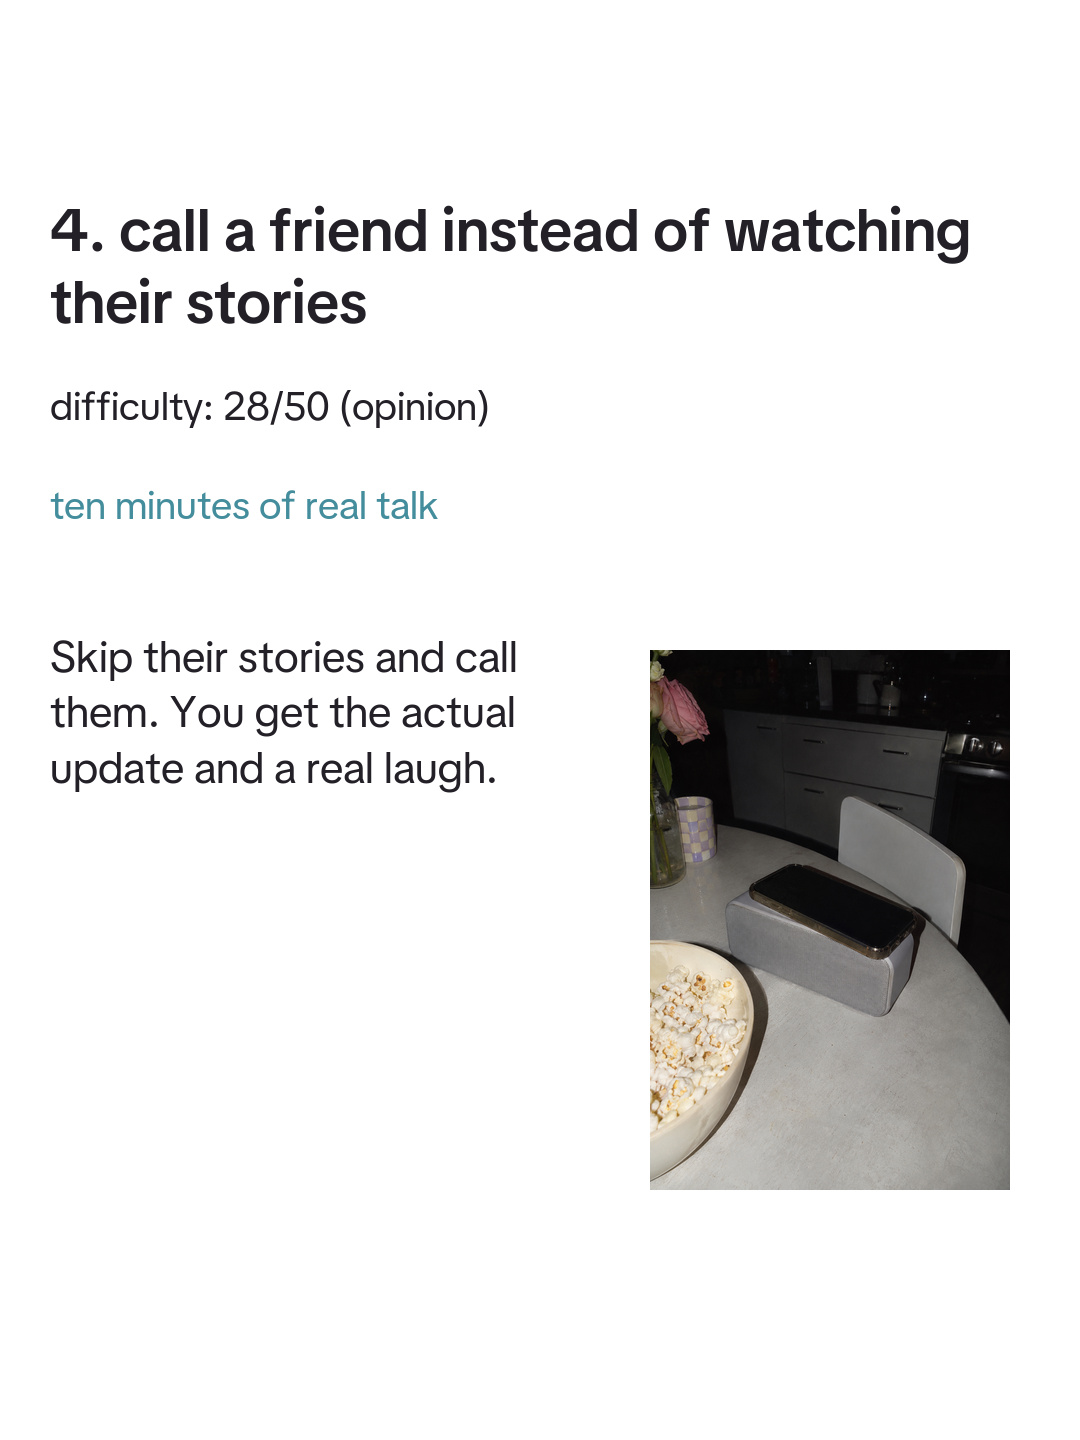 4. call a friend instead of watching
their stories
difficulty: 28/50 (opinion)
ten minutes of real talk
Skip their stories and call
them. You get the actual
update and a real laugh.